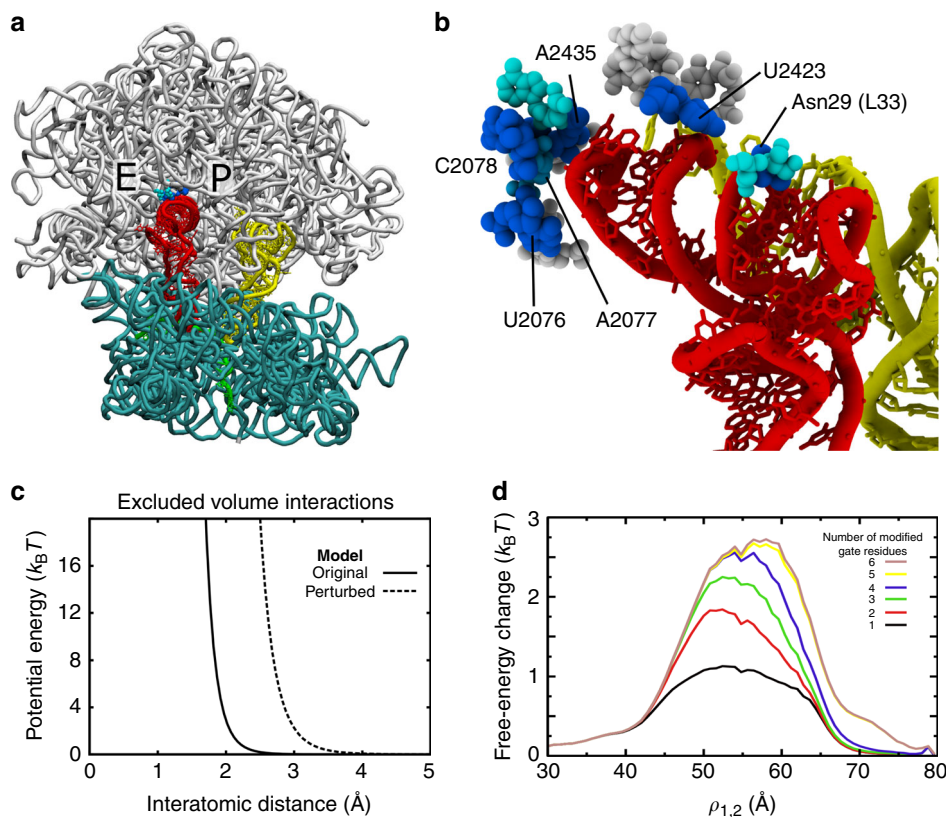 a
E P
b
A2435
U2423
Asn29 (L33)
C2078
U2076
A2077
c
Excluded volume interactions
Potential energy (kBT)
16
12
8
4
0
Model
Original
Perturbed
0 1 2 3 4 5
Interatomic distance (Å)
d
Free-energy change (kBT)
3
2
1
0
Number of modified
gate residues
6
5
4
3
2
1
30 40 50 60 70 80
ρ1,2 (Å)